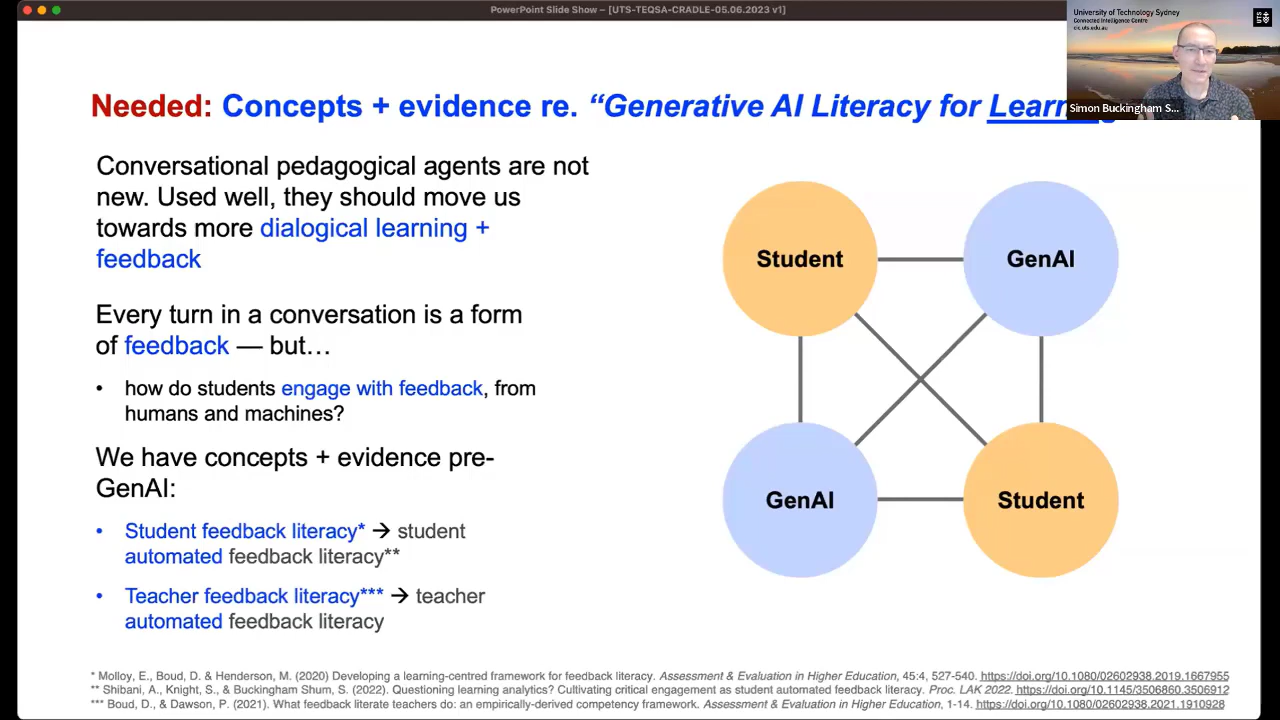 PowerPoint Slide Show – [UTS-TEQSA-CRADLE-05.06.2023 v1]
University of Technology Sydney
Connected Intelligence Centre
cic.uts.edu.au
UTS
Simon Buckingham S...
Needed: Concepts + evidence re. “Generative AI Literacy for Learn
Conversational pedagogical agents are not
new. Used well, they should move us
towards more dialogical learning +
feedback
Every turn in a conversation is a form
of feedback — but…
• how do students engage with feedback, from
humans and machines?
We have concepts + evidence pre-
GenAI:
• Student feedback literacy* → student
automated feedback literacy**
• Teacher feedback literacy*** → teacher
automated feedback literacy
Student
GenAI
GenAI
Student
* Molloy, E., Boud, D. & Henderson, M. (2020) Developing a learning-centred framework for feedback literacy. Assessment & Evaluation in Higher Education, 45:4, 527-540. https://doi.org/10.1080/02602938.2019.1667955
** Shibani, A., Knight, S., & Buckingham Shum, S. (2022). Questioning learning analytics? Cultivating critical engagement as student automated feedback literacy. Proc. LAK 2022. https://doi.org/10.1145/3506860.3506912
*** Boud, D., & Dawson, P. (2021). What feedback literate teachers do: an empirically-derived competency framework. Assessment & Evaluation in Higher Education, 1-14. https://doi.org/10.1080/02602938.2021.1910928